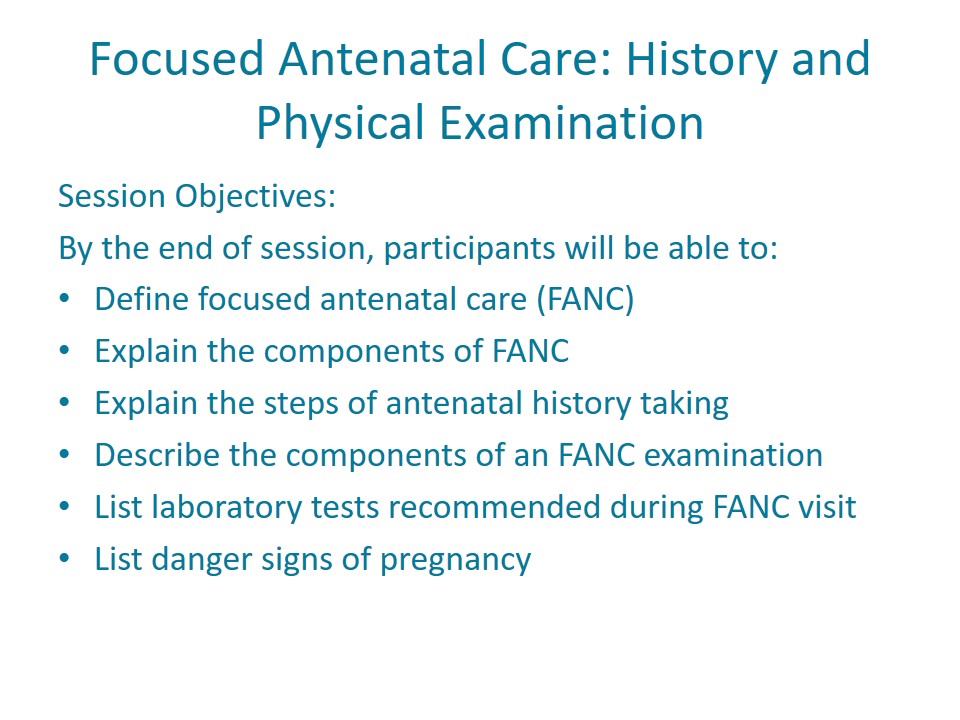 Focused Antenatal Care: History and
Physical Examination
Session Objectives:
By the end of session, participants will be able to:
• Define focused antenatal care (FANC)
• Explain the components of FANC
• Explain the steps of antenatal history taking
• Describe the components of an FANC examination
• List laboratory tests recommended during FANC visit
• List danger signs of pregnancy